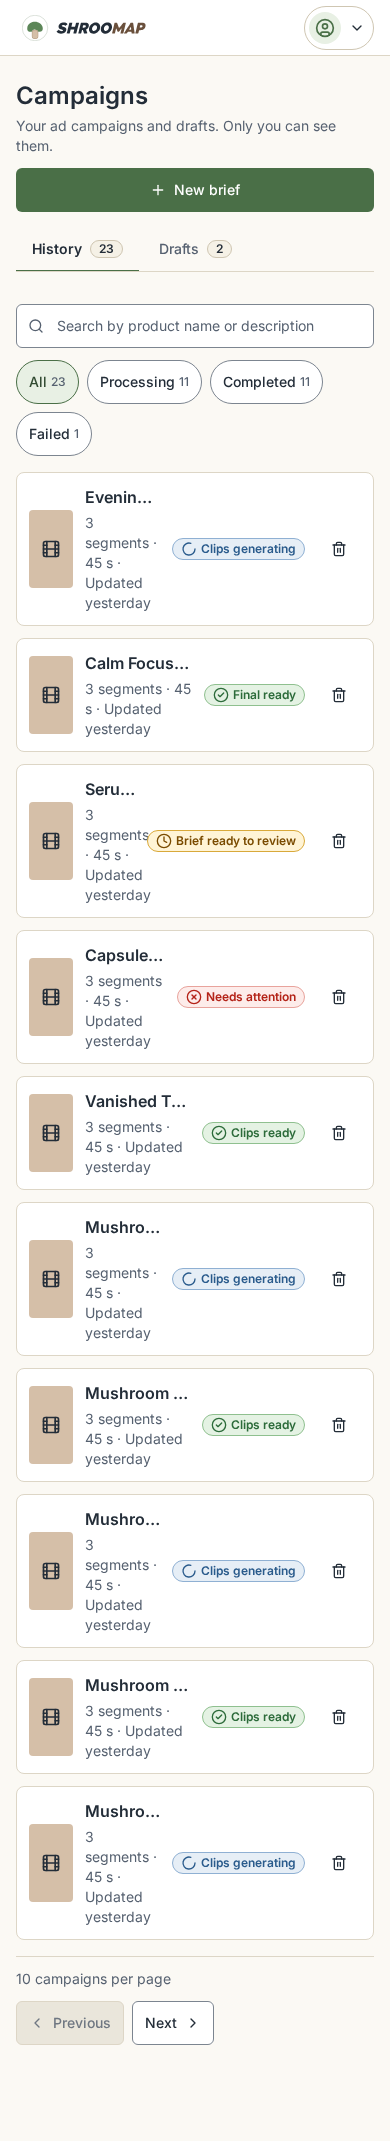 SHROOMAP
Campaigns
Your ad campaigns and drafts. Only you can see
them.
New brief
History 23 Drafts 2
Search by product name or description
All 23 Processing 11 Completed 11
Failed 1
Evenin...
3
segments ·
45 s ·
Updated
yesterday
Clips generating
Calm Focus...
3 segments · 45
s · Updated
yesterday
Final ready
Seru...
3
segments
· 45 s ·
Updated
yesterday
Brief ready to review
Capsule...
3 segments
· 45 s ·
Updated
yesterday
Needs attention
Vanished T...
3 segments ·
45 s · Updated
yesterday
Clips ready
Mushro...
3
segments ·
45 s ·
Updated
yesterday
Clips generating
Mushroom ...
3 segments ·
45 s · Updated
yesterday
Clips ready
Mushro...
3
segments ·
45 s ·
Updated
yesterday
Clips generating
Mushroom ...
3 segments ·
45 s · Updated
yesterday
Clips ready
Mushro...
3
segments ·
45 s ·
Updated
yesterday
Clips generating
10 campaigns per page
Previous Next